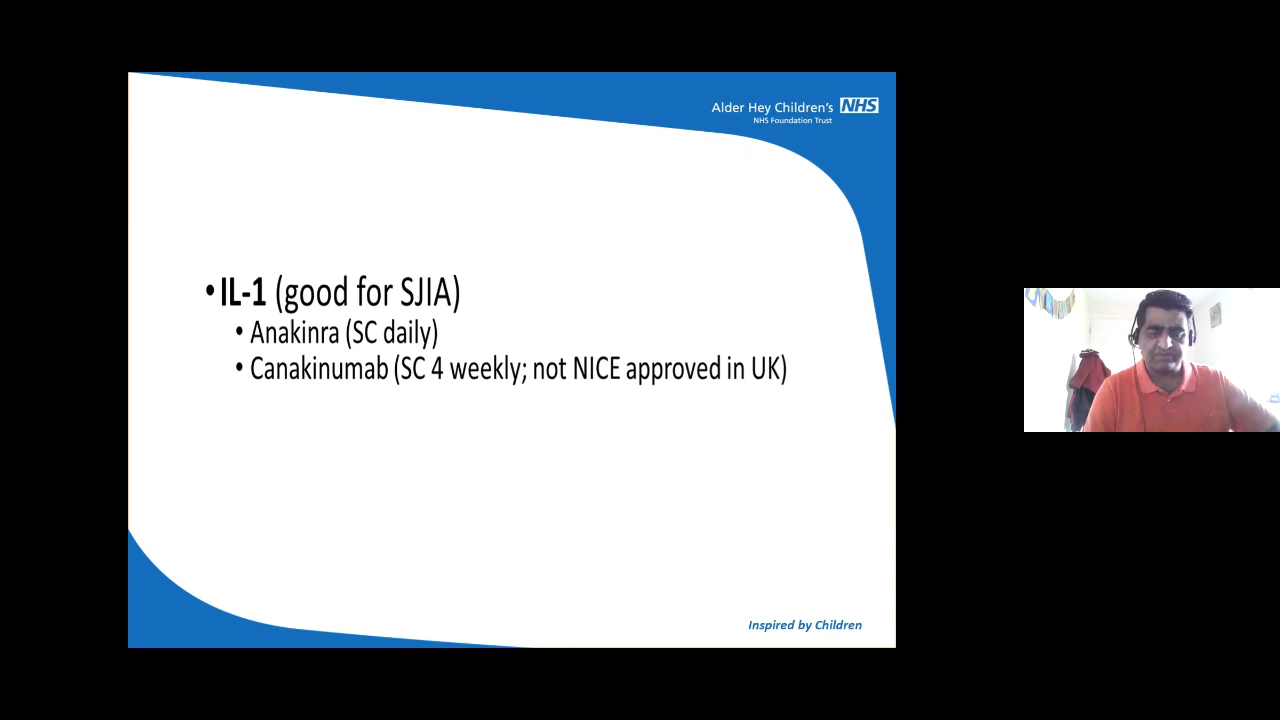 Alder Hey Children's NHS
NHS Foundation Trust
• IL-1 (good for SJIA)
• Anakinra (SC daily)
• Canakinumab (SC 4 weekly; not NICE approved in UK)
Inspired by Children